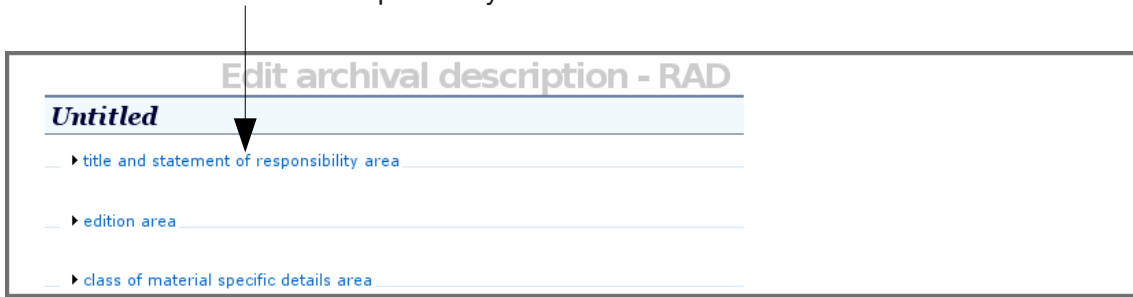 Edit archival description - RAD
Untitled
title and statement of responsibility area
edition area
class of material specific details area